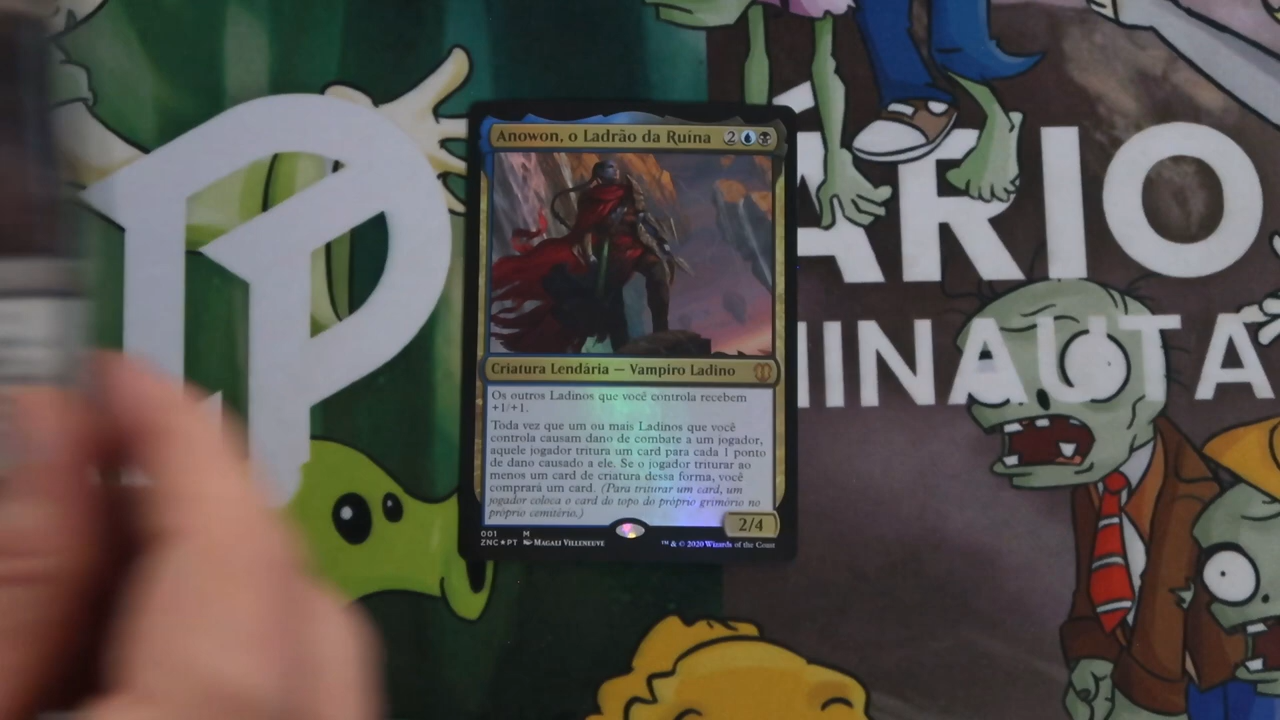 Anowon, o Ladrão da Ruína 2
Criatura Lendária — Vampiro Ladino
Os outros Ladinos que você controla recebem
+1/+1.
Toda vez que um ou mais Ladinos que você
controla causam dano de combate a um jogador,
aquele jogador tritura um card para cada 1 ponto
de dano causado a ele. Se o jogador triturar ao
menos um card de criatura dessa forma, você
comprará um card. (Para triturar um card, um
jogador coloca o card do topo do próprio grimório no
próprio cemitério.)
2/4
001 M
ZNC★PT Magali Villeneuve
™ & © 2020 Wizards of the Coast
P
ÁRIO
MINAUTA